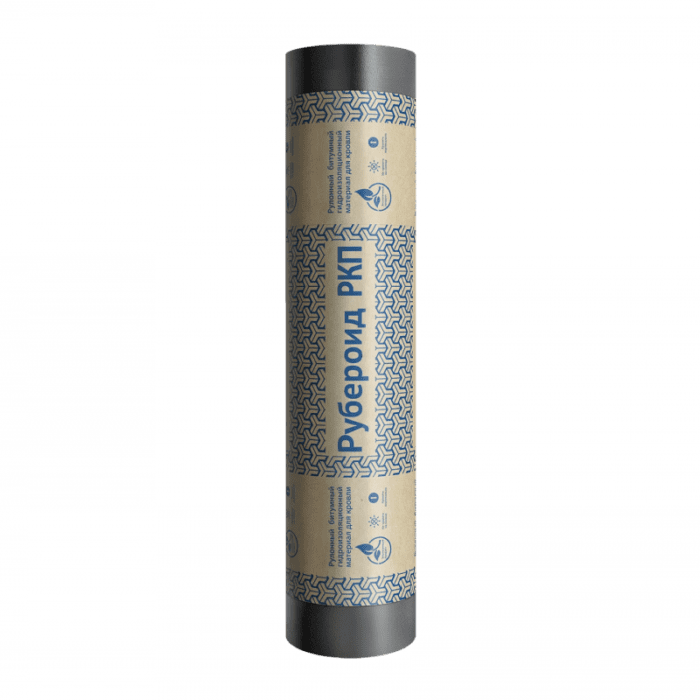 Рулонный битумный
гидроизоляционный
материал для кровли
Рубероид РКП
Рулонный битумный
гидроизоляционный
материал для кровли